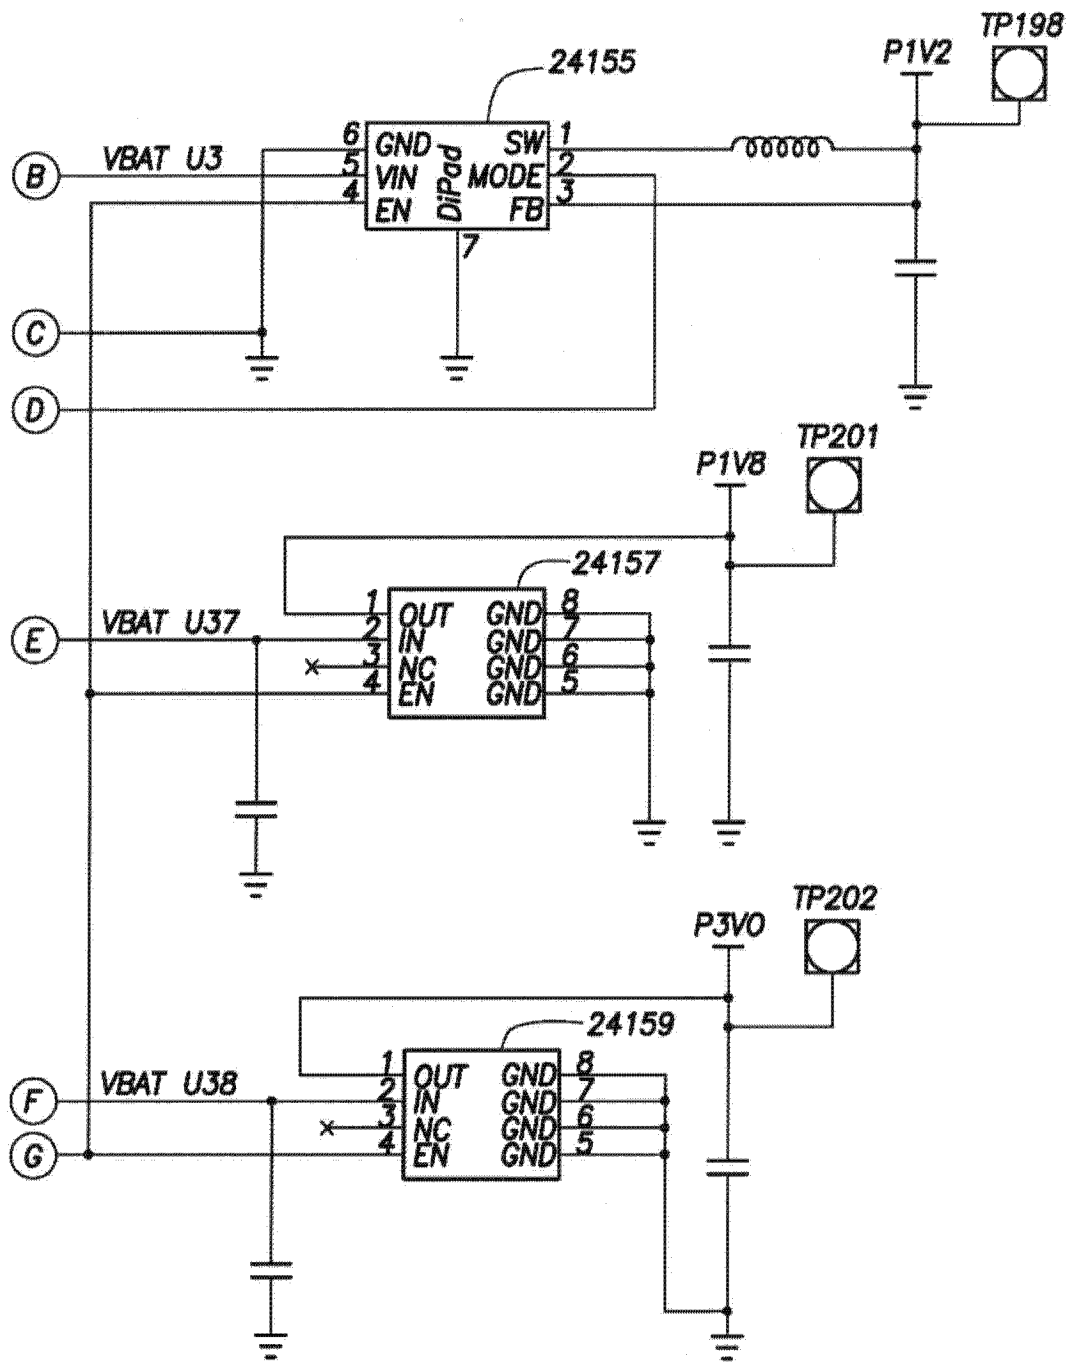 TP198
P1V2
24155
6 GND SW 1
B VBAT U3 5 VIN MODE 2
4 EN FB 3
DiPad
7
C
D
TP201
P1V8
24157
1 OUT GND 8
E VBAT U37 2 IN GND 7
3 NC GND 6
4 EN GND 5
TP202
P3V0
24159
1 OUT GND 8
F VBAT U38 2 IN GND 7
3 NC GND 6
G 4 EN GND 5